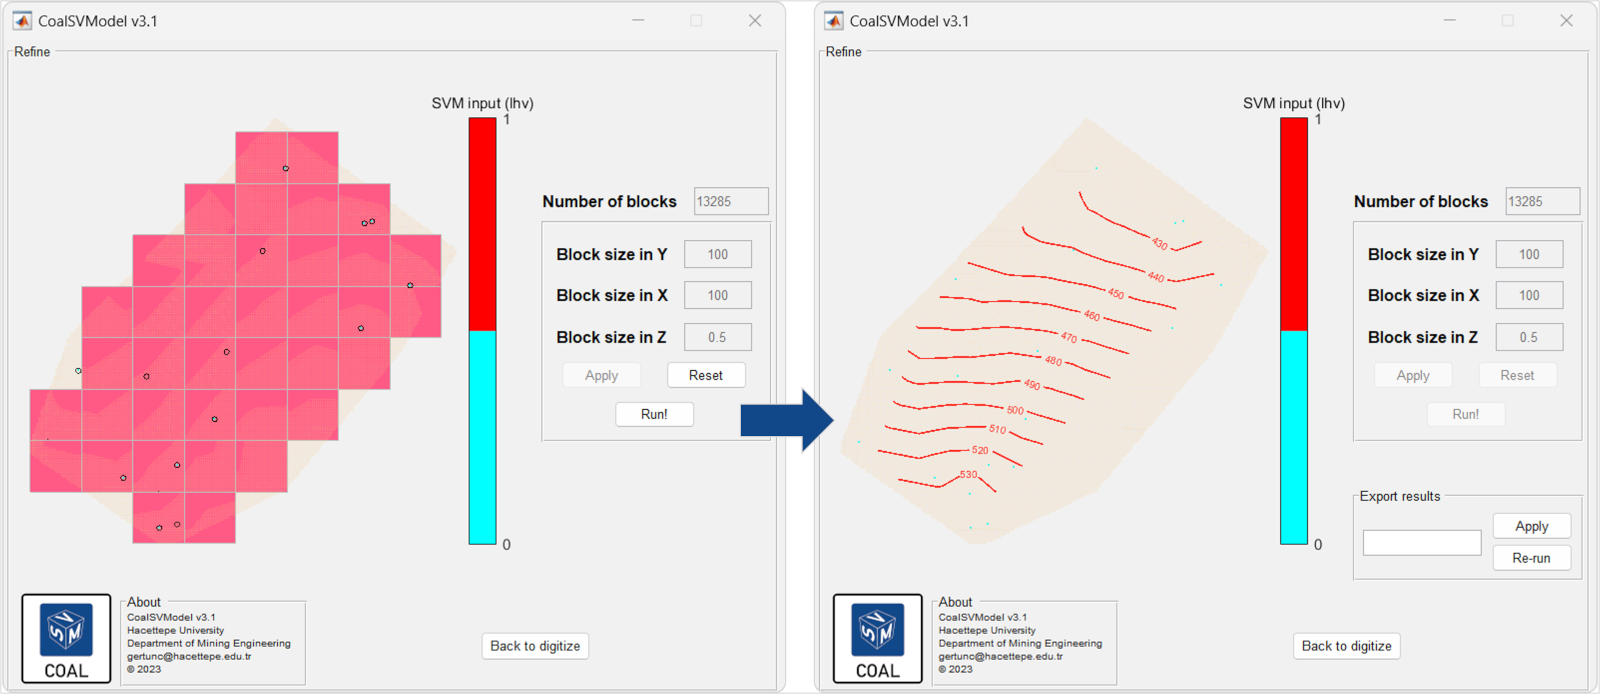 CoalSVModel v3.1
Refine
SVM input (lhv)
1
0
Number of blocks 13285
Block size in Y 100
Block size in X 100
Block size in Z 0.5
Apply Reset
Run!
SVM
COAL
About
CoalSVModel v3.1
Hacettepe University
Department of Mining Engineering
gertunc@hacettepe.edu.tr
© 2023
Back to digitize
CoalSVModel v3.1
Refine
SVM input (lhv)
1
0
430
440
450
460
470
480
490
500
510
520
530
Number of blocks 13285
Block size in Y 100
Block size in X 100
Block size in Z 0.5
Apply Reset
Run!
Export results
Apply
Re-run
SVM
COAL
About
CoalSVModel v3.1
Hacettepe University
Department of Mining Engineering
gertunc@hacettepe.edu.tr
© 2023
Back to digitize